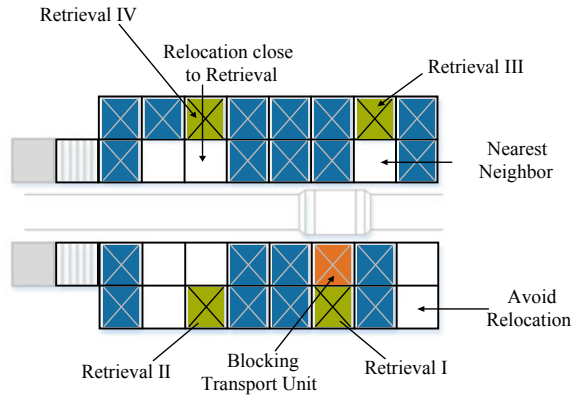 Retrieval IV
Relocation close
to Retrieval
Retrieval III
Nearest
Neighbor
Avoid
Relocation
Retrieval II
Blocking
Transport Unit
Retrieval I